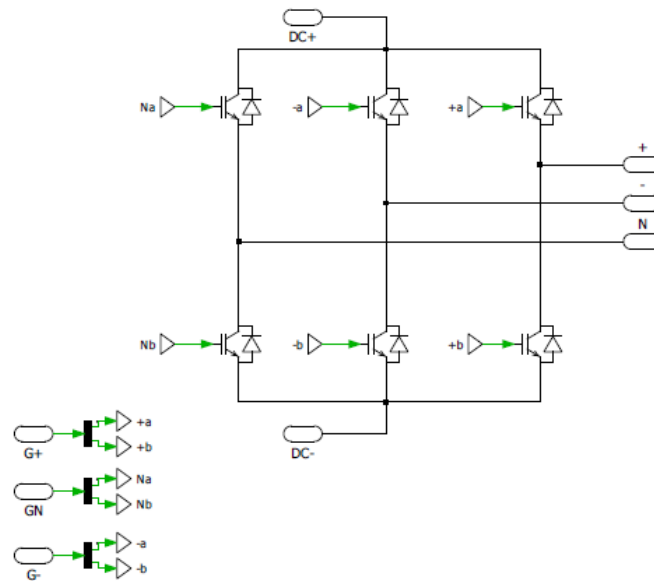 DC+
Na
-a
+a
+
-
N
Nb
-b
+b
DC-
+a
+b
G+
Na
Nb
GN
-a
-b
G-